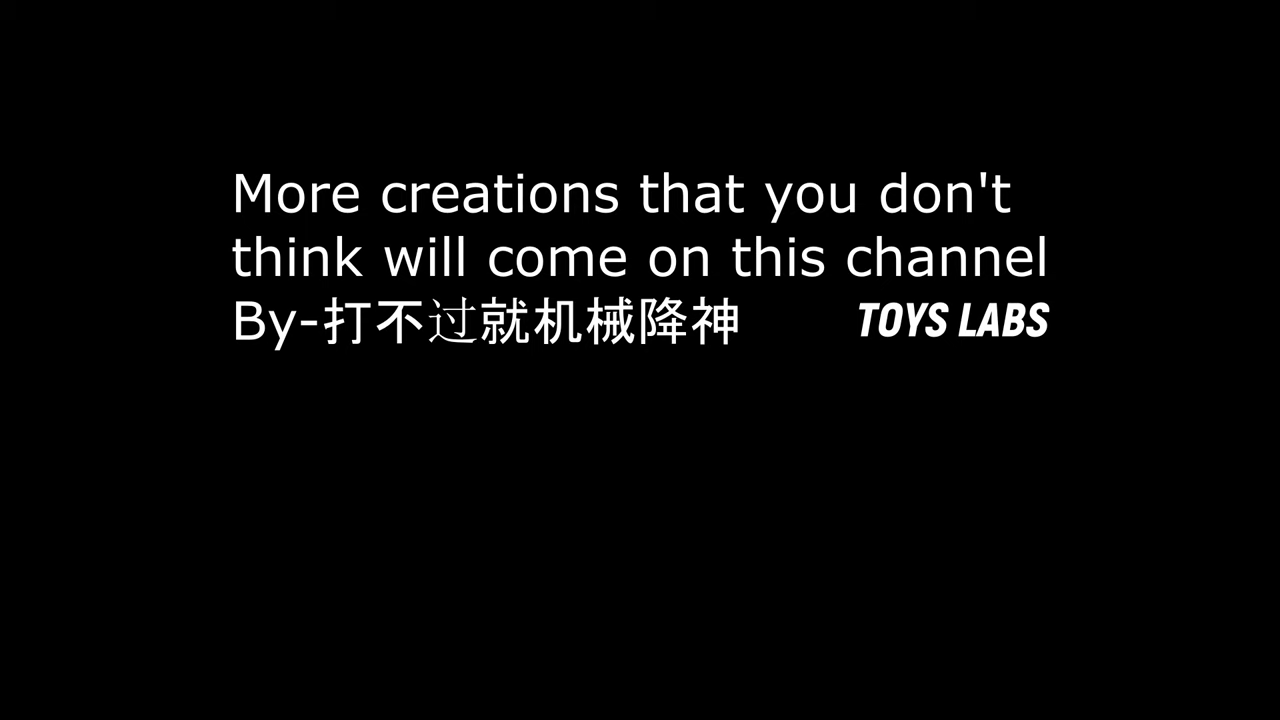 More creations that you don't
think will come on this channel
By-打不过就机械降神 TOYS LABS